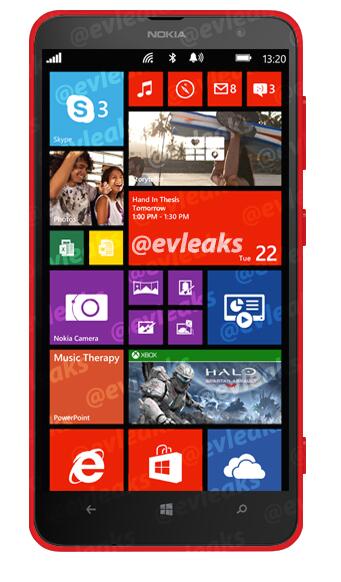 NOKIA
13:20
3
8
3
Skype
@evleaks
Storyteller
Photos
Hand In Thesis
Tomorrow
1:00 PM - 1:30 PM
@evleaks
Tue 22
Nokia Camera
Music Therapy
PowerPoint
XBOX
HALO
SPARTAN ASSAULT
@evleaks